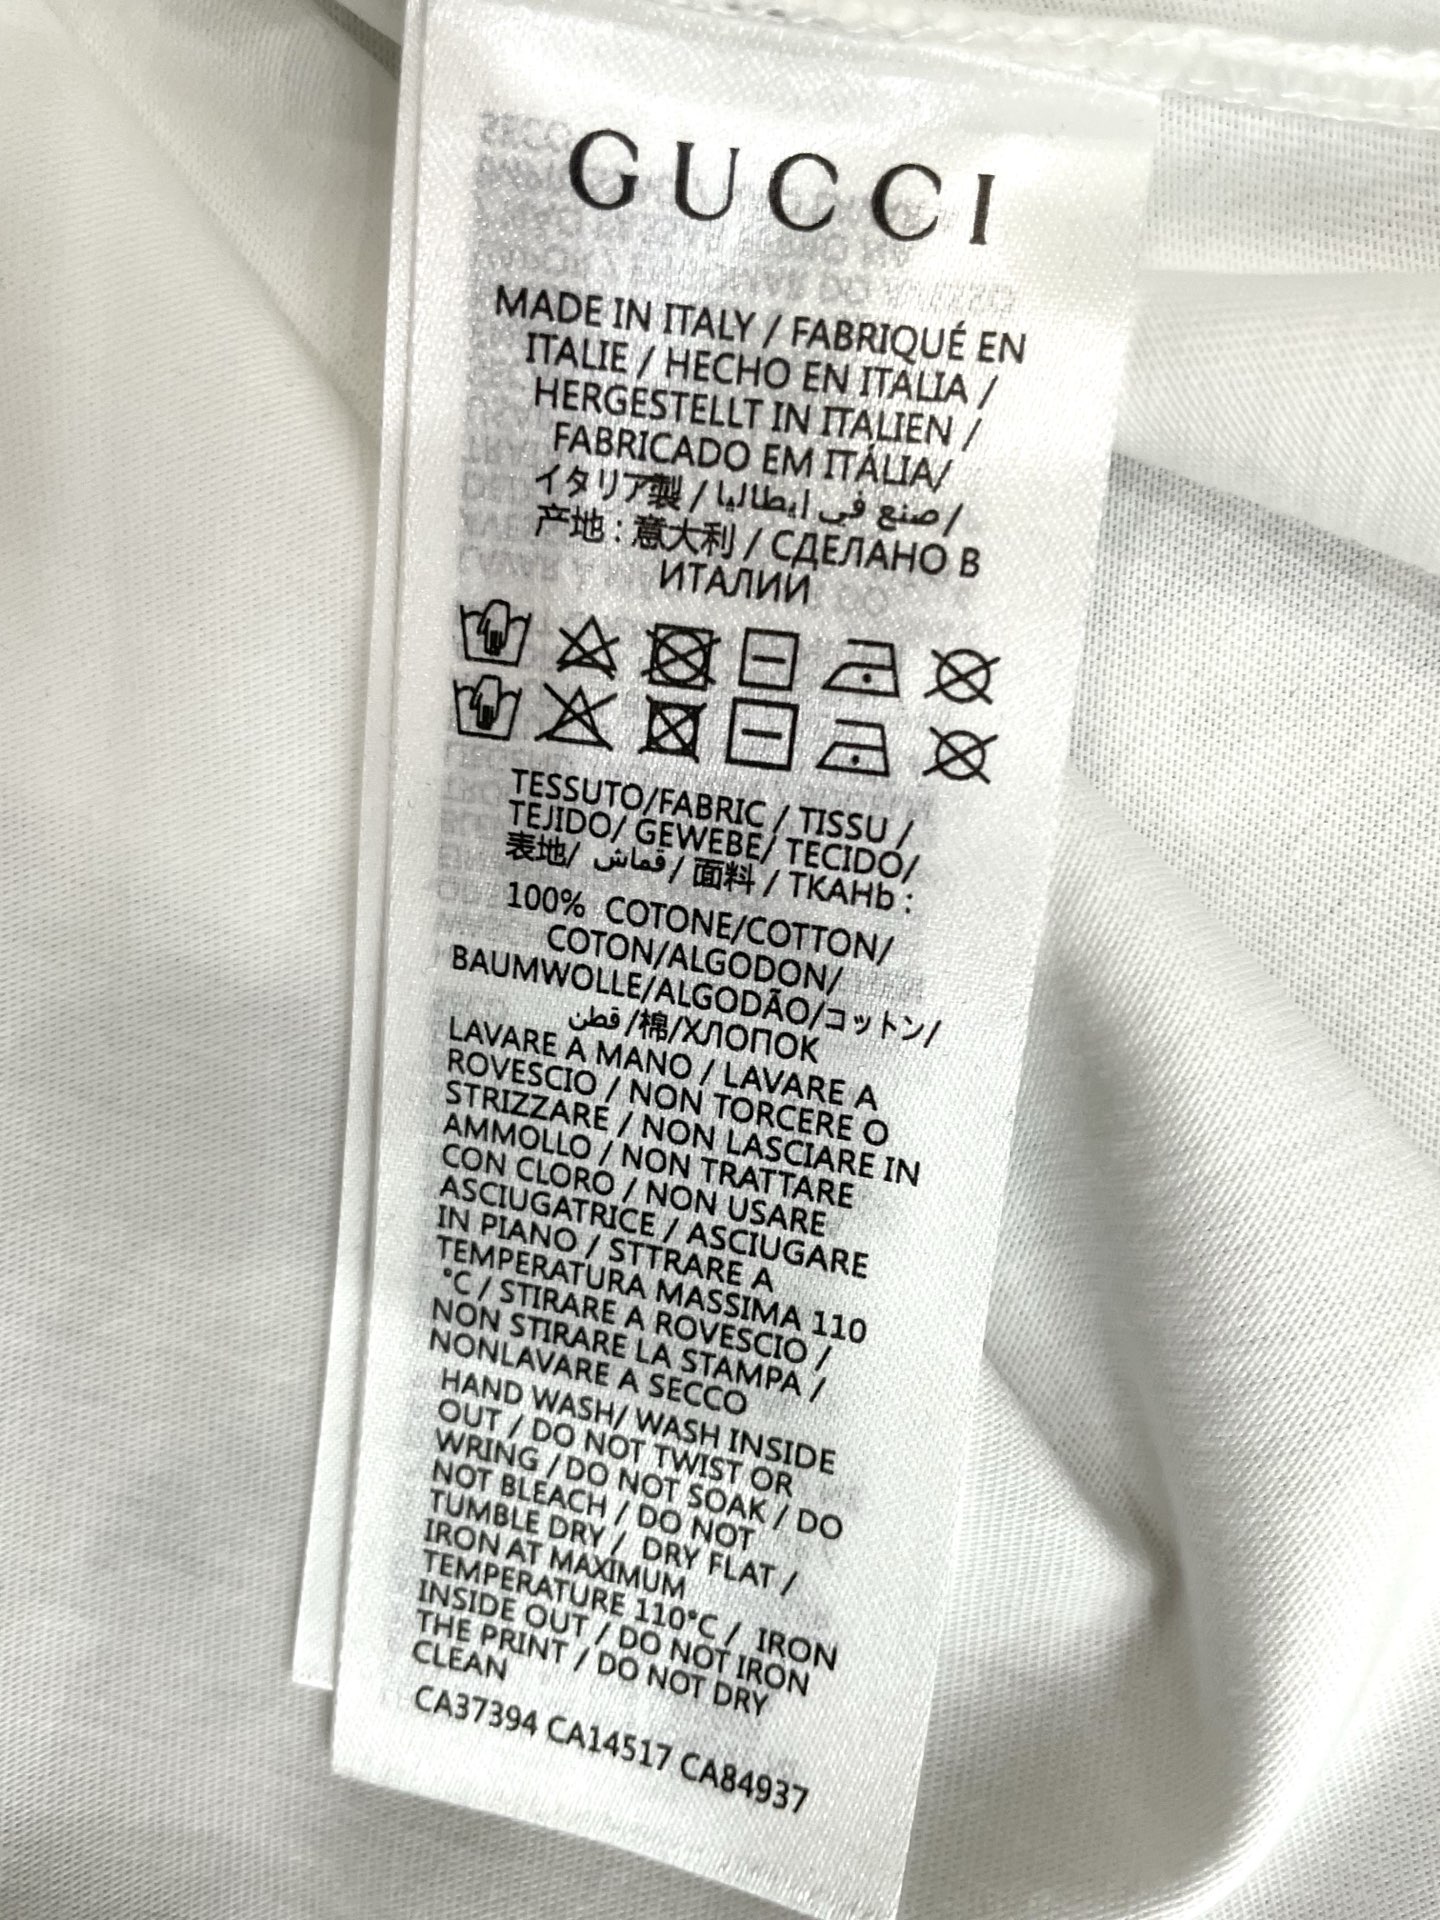 GUCCI
MADE IN ITALY / FABRIQUÉ EN
ITALIE / HECHO EN ITALIA /
HERGESTELLT IN ITALIEN /
FABRICADO EM ITÁLIA/
イタリア製 / صنع في إيطاليا /
产地 : 意大利 / СДЕЛАНО В
ИТАЛИИ
TESSUTO/FABRIC / TISSU /
TEJIDO/ GEWEBE/ TECIDO/
表地/ قماش / 面料 / ТКАНЬ :
100% COTONE/COTTON/
COTON/ALGODON/
BAUMWOLLE/ALGODÃO/コットン/
قطن /棉/ХЛОПОК
LAVARE A MANO / LAVARE A
ROVESCIO / NON TORCERE O
STRIZZARE / NON LASCIARE IN
AMMOLLO / NON TRATTARE
CON CLORO / NON USARE
ASCIUGATRICE / ASCIUGARE
IN PIANO / STTRARE A
TEMPERATURA MASSIMA 110
°C / STIRARE A ROVESCIO /
NON STIRARE LA STAMPA /
NONLAVARE A SECCO
HAND WASH/ WASH INSIDE
OUT / DO NOT TWIST OR
WRING /DO NOT SOAK / DO
NOT BLEACH / DO NOT
TUMBLE DRY / DRY FLAT /
IRON AT MAXIMUM
TEMPERATURE 110°C / IRON
INSIDE OUT / DO NOT IRON
THE PRINT / DO NOT DRY
CLEAN
CA37394 CA14517 CA84937